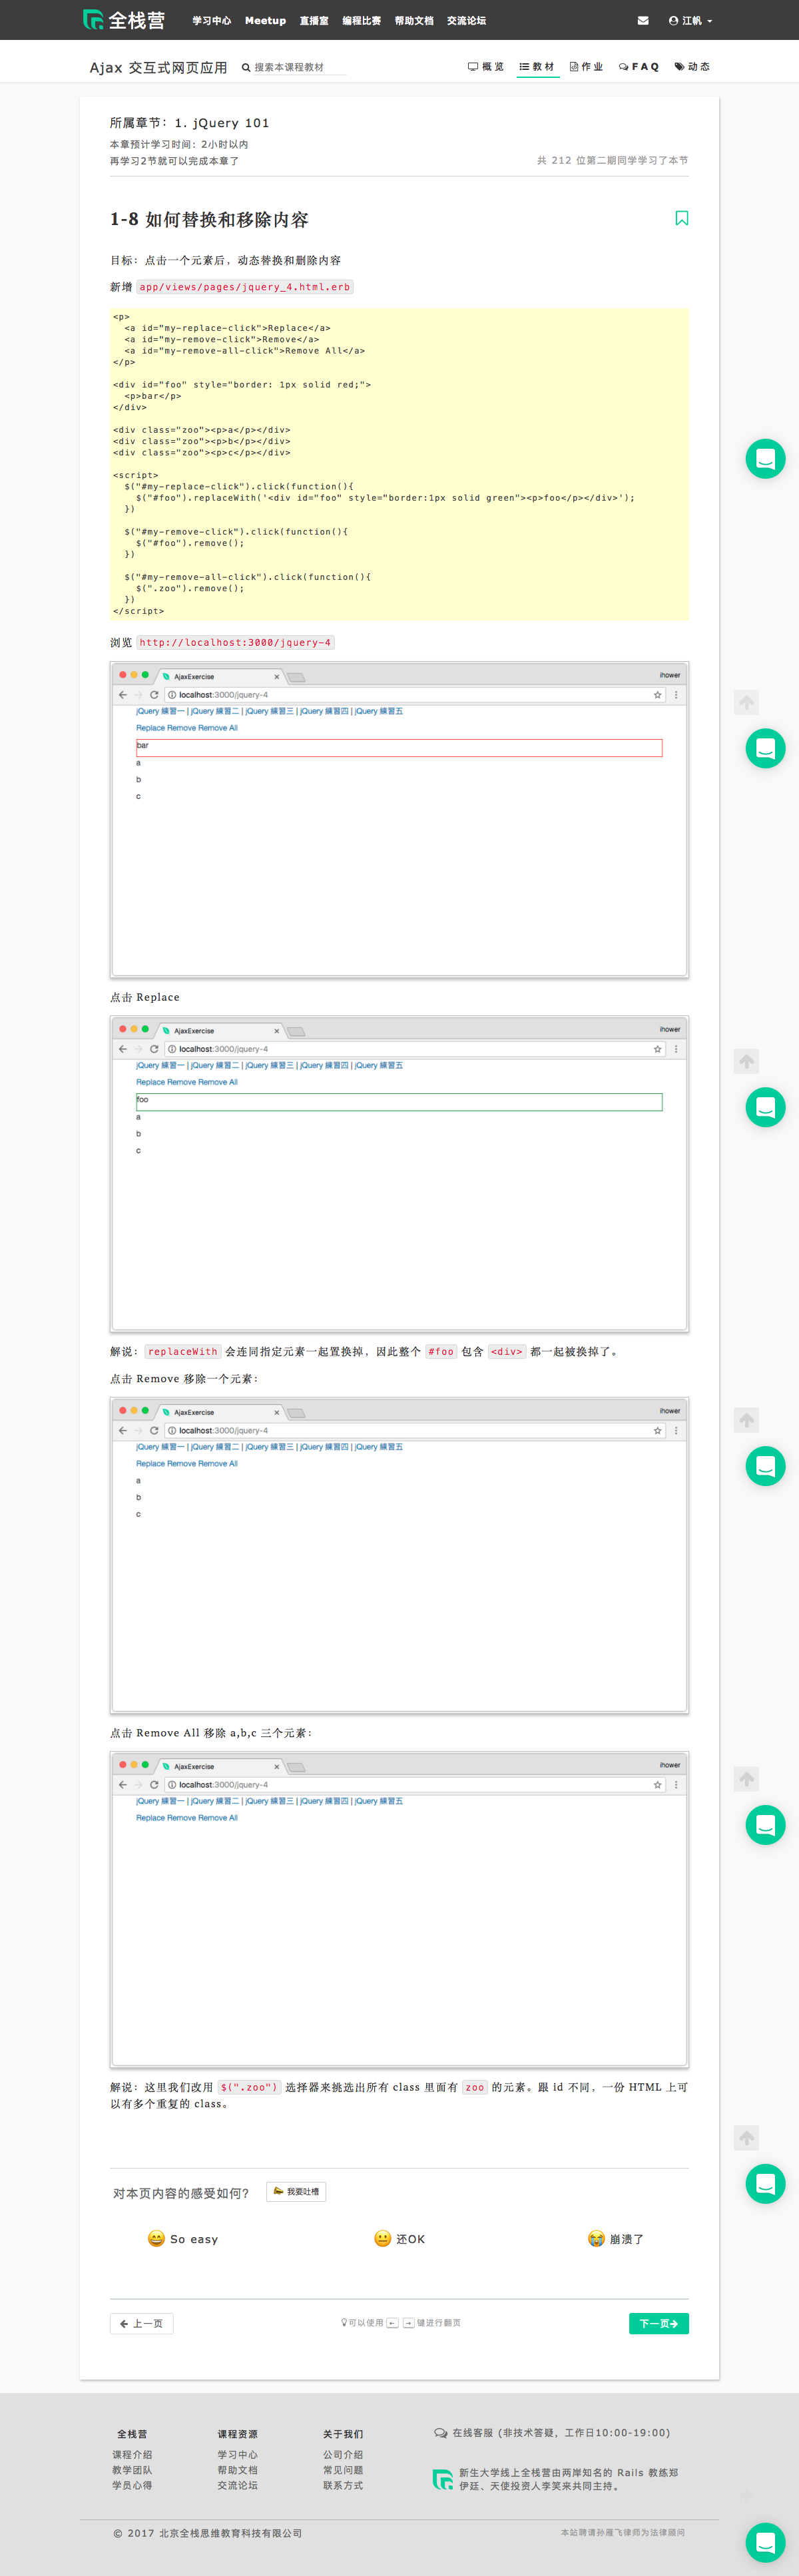 全栈营 学习中心 Meetup 直播室 编程比赛 帮助文档 交流论坛 江帆
Ajax 交互式网页应用 搜索本课程教材 概览 教材 作业 FAQ 动态
所属章节：1. jQuery 101
本章预计学习时间：2小时以内
再学习2节就可以完成本章了 共 212 位第二期同学学习了本节
1-8 如何替换和移除内容
目标：点击一个元素后，动态替换和删除内容
新增 app/views/pages/jquery_4.html.erb
<p>
  <a id="my-replace-click">Replace</a>
  <a id="my-remove-click">Remove</a>
  <a id="my-remove-all-click">Remove All</a>
</p>
<div id="foo" style="border: 1px solid red;">
  <p>bar</p>
</div>
<div class="zoo"><p>a</p></div>
<div class="zoo"><p>b</p></div>
<div class="zoo"><p>c</p></div>
<script>
  $("#my-replace-click").click(function(){
    $("#foo").replaceWith('<div id="foo" style="border:1px solid green"><p>foo</p></div>');
  })
  $("#my-remove-click").click(function(){
    $("#foo").remove();
  })
  $("#my-remove-all-click").click(function(){
    $(".zoo").remove();
  })
</script>
浏览 http://localhost:3000/jquery-4
AjaxExercise ihower
localhost:3000/jquery-4
jQuery 練習一 | jQuery 練習二 | jQuery 練習三 | jQuery 練習四 | jQuery 練習五
Replace Remove Remove All
bar
a
b
c
点击 Replace
AjaxExercise ihower
localhost:3000/jquery-4
jQuery 練習一 | jQuery 練習二 | jQuery 練習三 | jQuery 練習四 | jQuery 練習五
Replace Remove Remove All
foo
a
b
c
解说：replaceWith 会连同指定元素一起置换掉，因此整个 #foo 包含 <div> 都一起被换掉了。
点击 Remove 移除一个元素：
AjaxExercise ihower
localhost:3000/jquery-4
jQuery 練習一 | jQuery 練習二 | jQuery 練習三 | jQuery 練習四 | jQuery 練習五
Replace Remove Remove All
a
b
c
点击 Remove All 移除 a,b,c 三个元素：
AjaxExercise ihower
localhost:3000/jquery-4
jQuery 練習一 | jQuery 練習二 | jQuery 練習三 | jQuery 練習四 | jQuery 練習五
Replace Remove Remove All
解说：这里我们改用 $(".zoo") 选择器来挑选出所有 class 里面有 zoo 的元素。跟 id 不同，一份 HTML 上可
以有多个重复的 class。
对本页内容的感受如何？ 我要吐槽
So easy 还OK 崩溃了
← 上一页 可以使用 ← → 键进行翻页 下一页→
全栈营 课程资源 关于我们 在线客服 (非技术答疑，工作日10:00-19:00)
课程介绍 学习中心 公司介绍
教学团队 帮助文档 常见问题 新生大学线上全栈营由两岸知名的 Rails 教练郑
学员心得 交流论坛 联系方式 伊廷、天使投资人李笑来共同主持。
© 2017 北京全栈思维教育科技有限公司 本站聘请孙雁飞律师为法律顾问